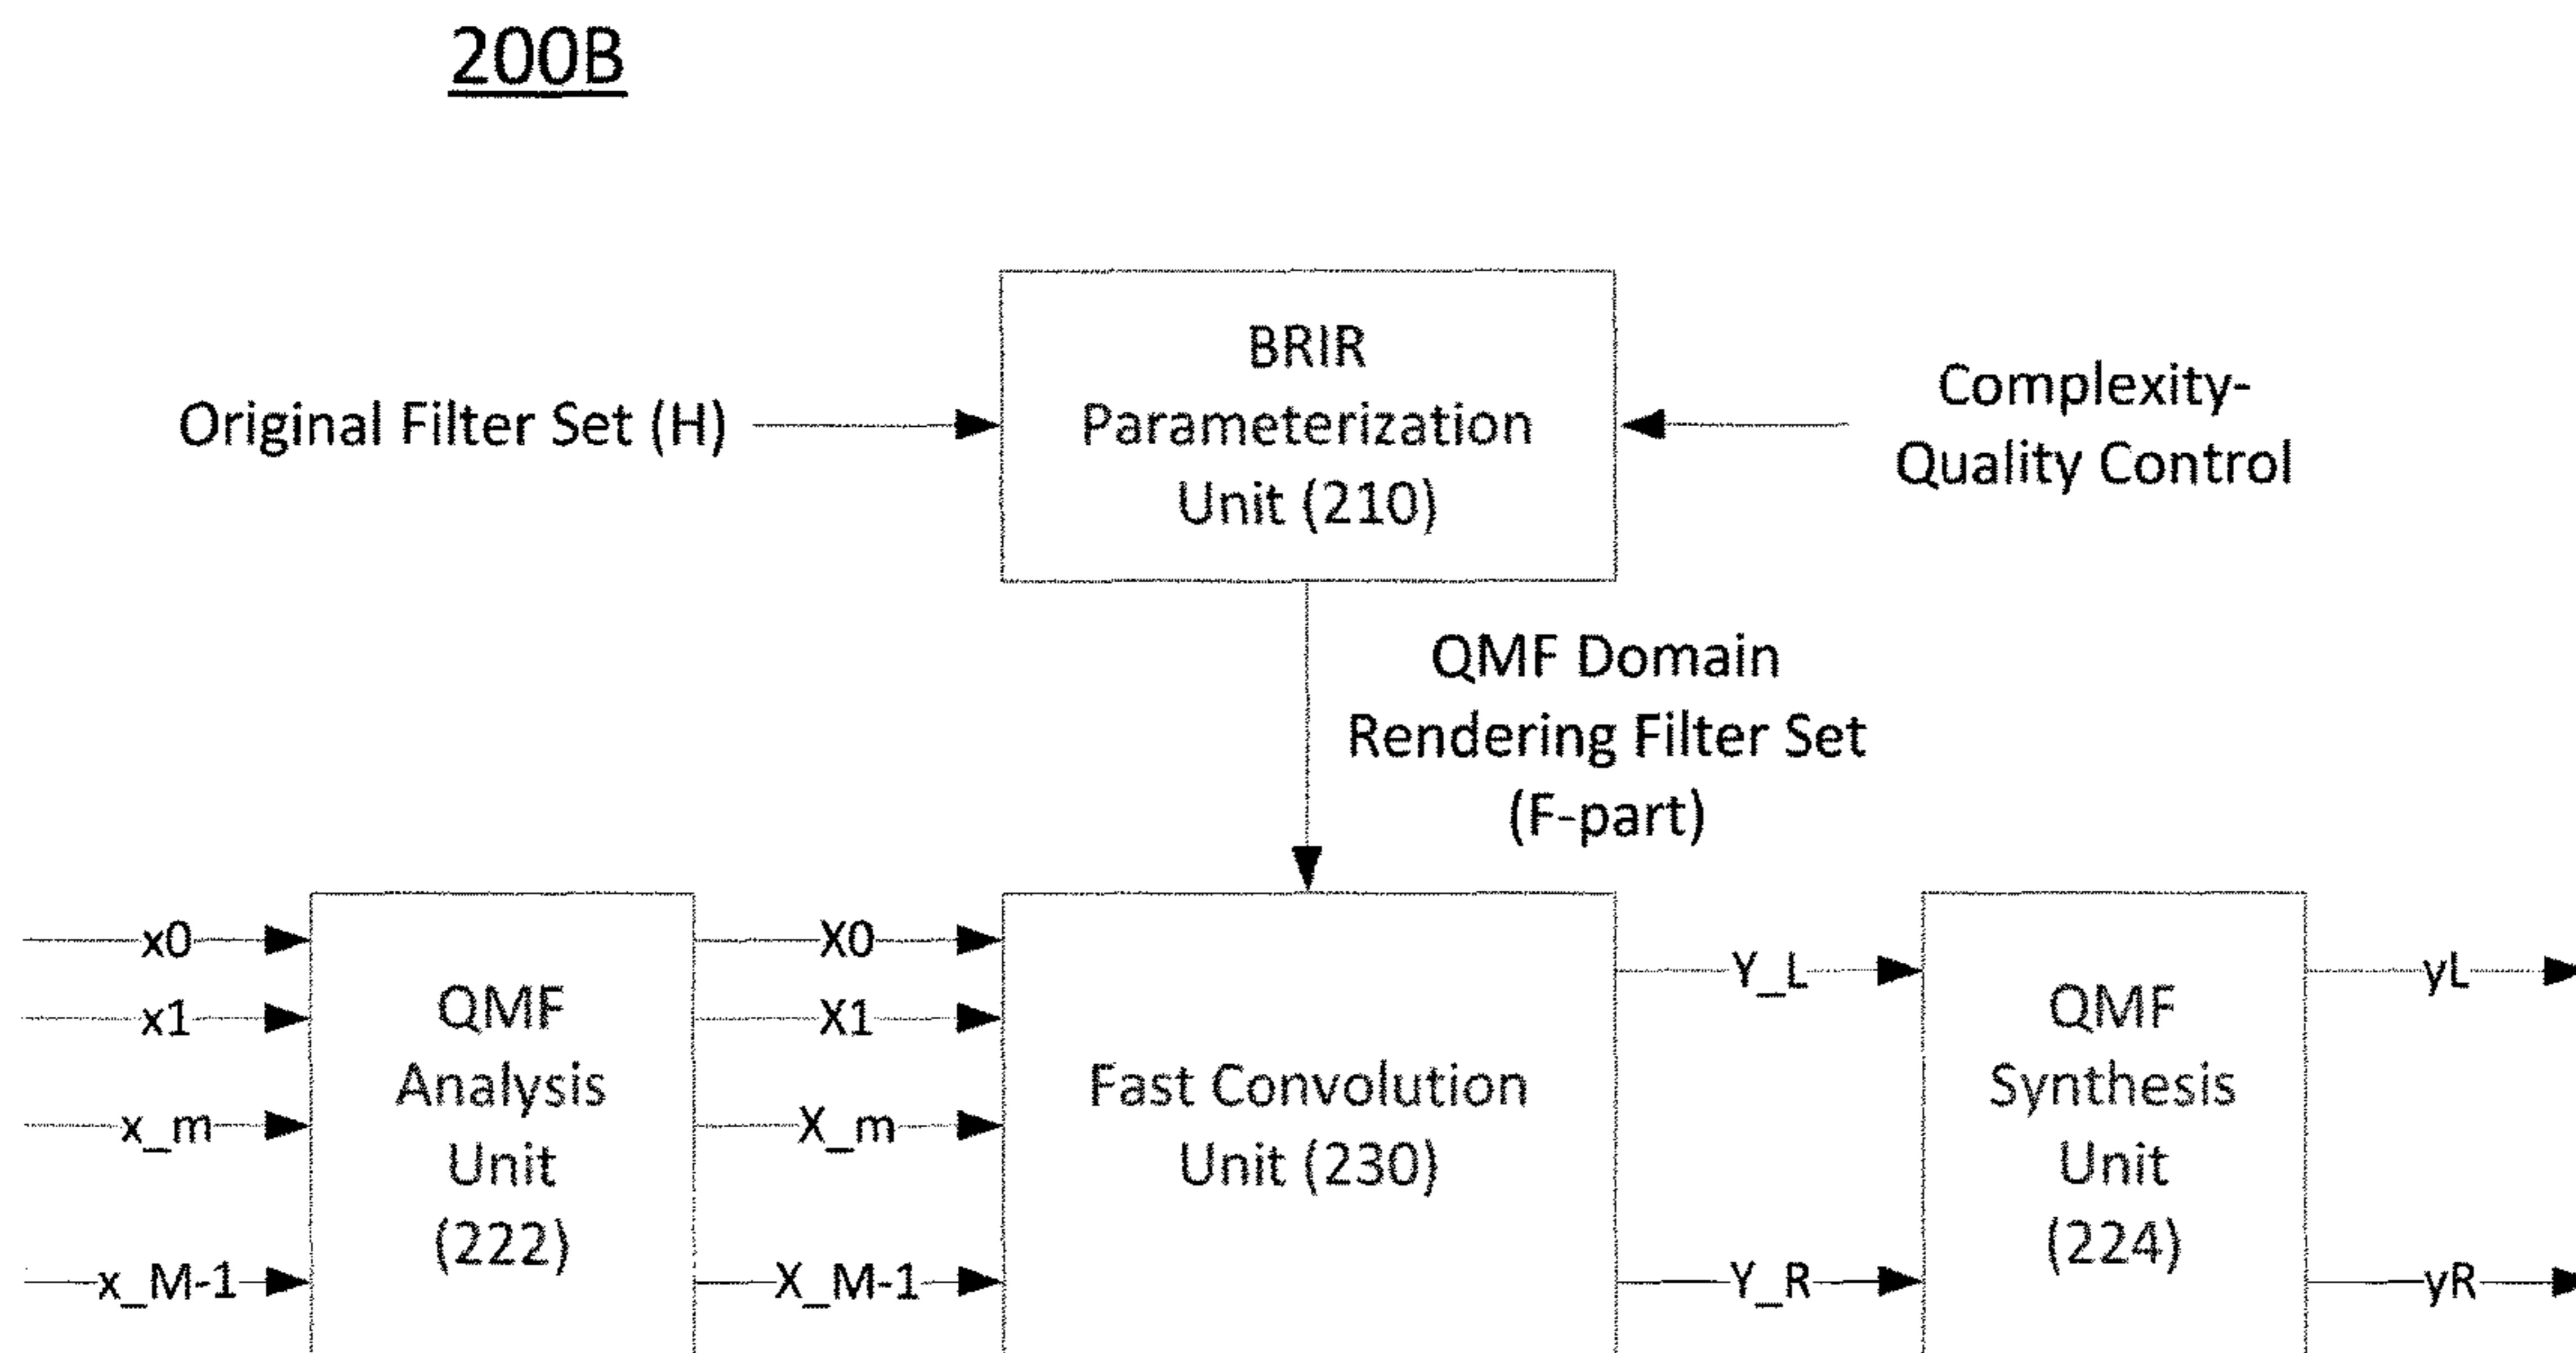 200B
BRIR
Parameterization
Unit (210)
Original Filter Set (H)
Complexity-
Quality Control
QMF Domain
Rendering Filter Set
(F-part)
x0
x1
x_m
x_M-1
QMF
Analysis
Unit
(222)
X0
X1
X_m
X_M-1
Fast Convolution
Unit (230)
Y_L
Y_R
QMF
Synthesis
Unit
(224)
yL
yR